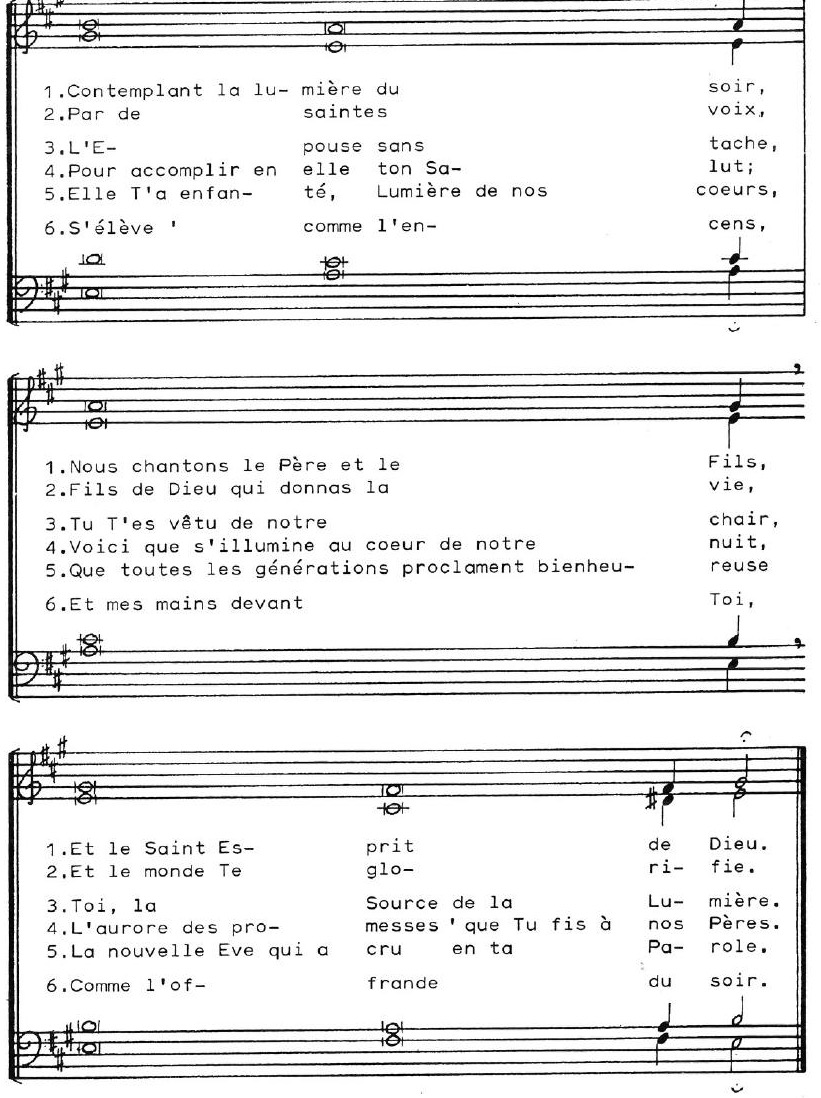 1.Contemplant la lu- mière du soir,
2.Par de saintes voix,
3.L'E- pouse sans tache,
4.Pour accomplir en elle ton Sa- lut;
5.Elle T'a enfan- té, Lumière de nos coeurs,
6.S'élève ' comme l'en- cens,
1.Nous chantons le Père et le Fils,
2.Fils de Dieu qui donnas la vie,
3.Tu T'es vêtu de notre chair,
4.Voici que s'illumine au coeur de notre nuit,
5.Que toutes les générations proclament bienheu- reuse
6.Et mes mains devant Toi,
1.Et le Saint Es- prit de Dieu.
2.Et le monde Te glo- ri- fie.
3.Toi, la Source de la Lu- mière.
4.L'aurore des pro- messes ' que Tu fis à nos Pères.
5.La nouvelle Eve qui a cru en ta Pa- role.
6.Comme l'of- frande du soir.